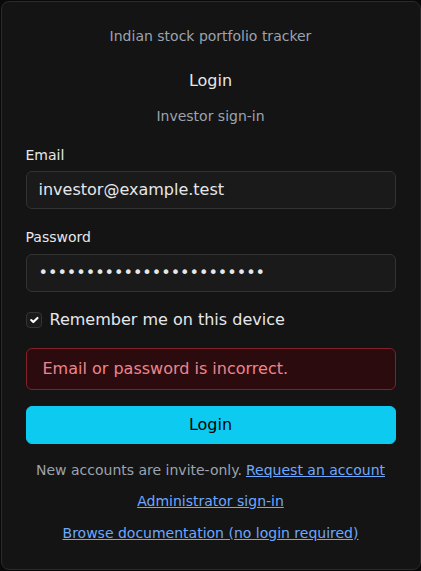 Indian stock portfolio tracker
Login
Investor sign-in
Email
investor@example.test
Password
••••••••••••••••••••••••
Remember me on this device
Email or password is incorrect.
Login
New accounts are invite-only. Request an account
Administrator sign-in
Browse documentation (no login required)